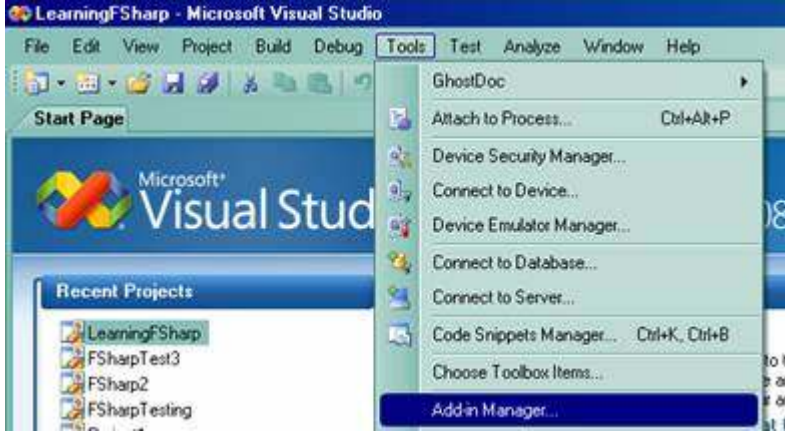 LearningFSharp - Microsoft Visual Studio
File Edit View Project Build Debug Tools Test Analyze Window Help
Start Page
GhostDoc
Attach to Process... Ctrl+Alt+P
Device Security Manager...
Connect to Device...
Device Emulator Manager...
Connect to Database...
Connect to Server...
Code Snippets Manager... Ctrl+K, Ctrl+B
Choose Toolbox Items...
Add-in Manager...
Microsoft
Visual Stud
08
Recent Projects
LearningFSharp
FSharpTest3
FSharp2
FSharpTesting
to